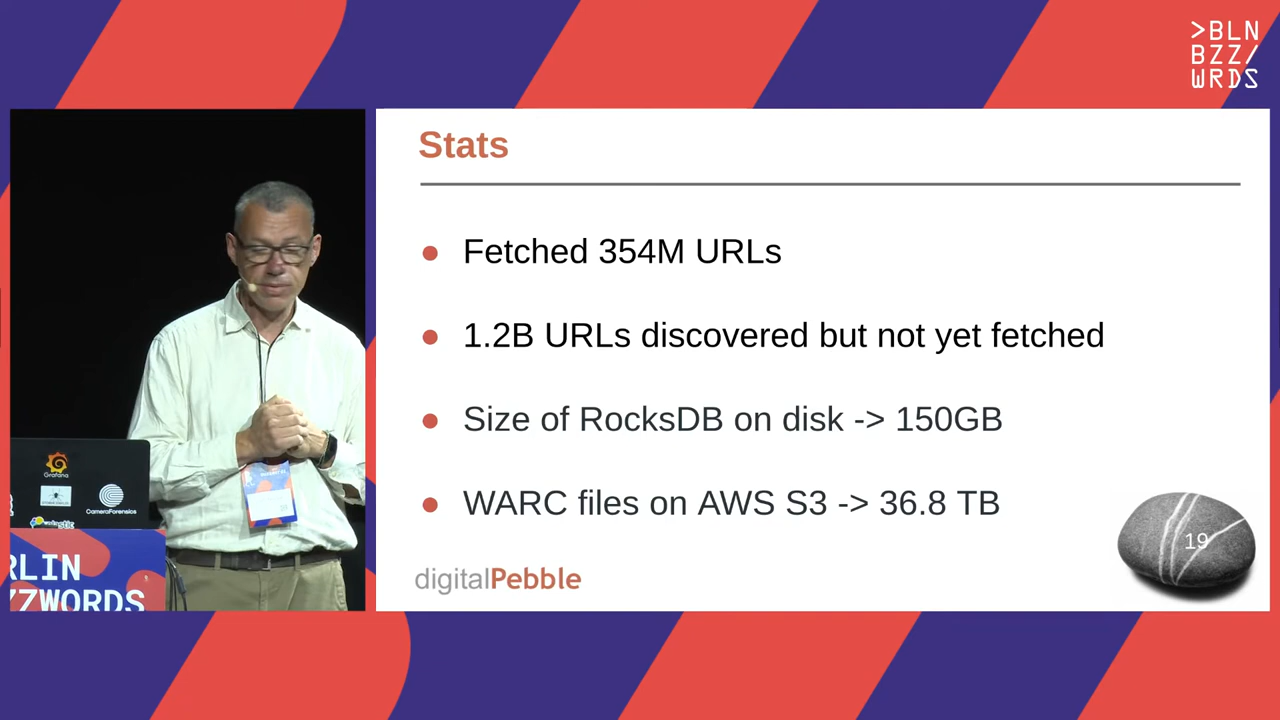 >BLN
BZZ/
WRDS
Stats
Fetched 354M URLs
1.2B URLs discovered but not yet fetched
Size of RocksDB on disk -> 150GB
WARC files on AWS S3 -> 36.8 TB
19
digitalPebble
Grafana
CameraForensics
RLIN
ZZWORDS